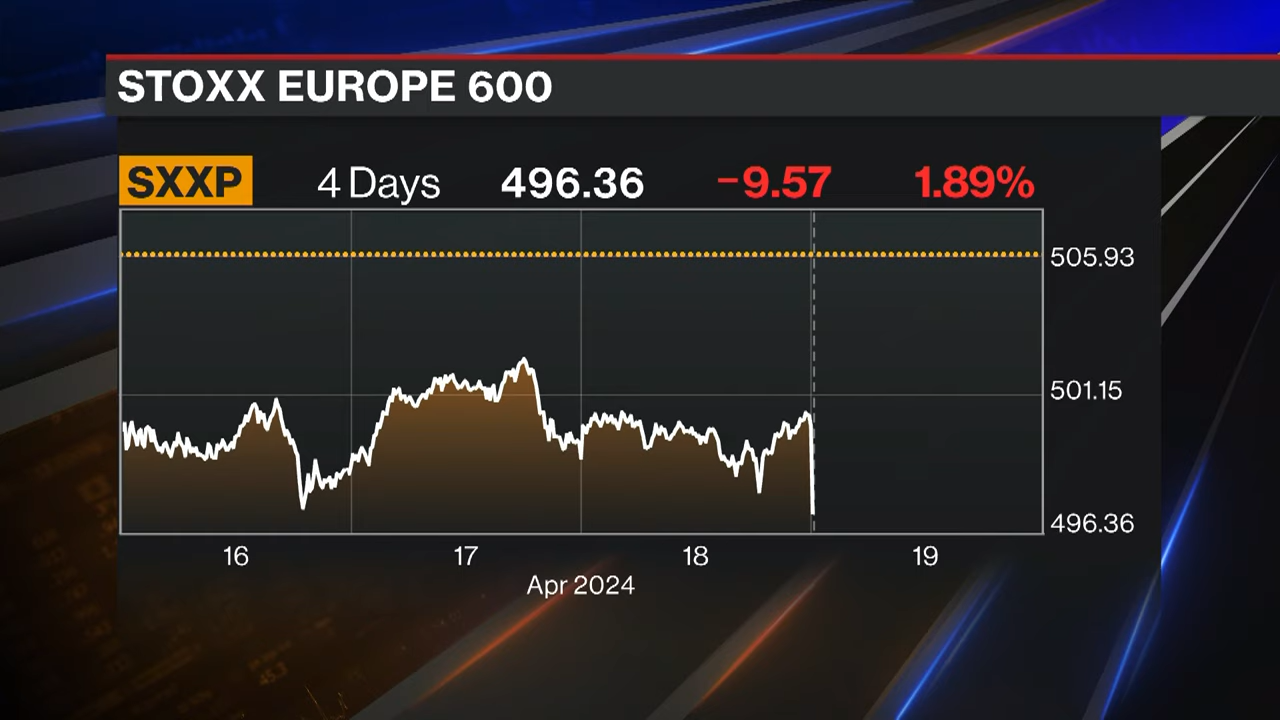 STOXX EUROPE 600
SXXP 4 Days 496.36 −9.57 1.89%
505.93
501.15
496.36
16 17 18 19
Apr 2024